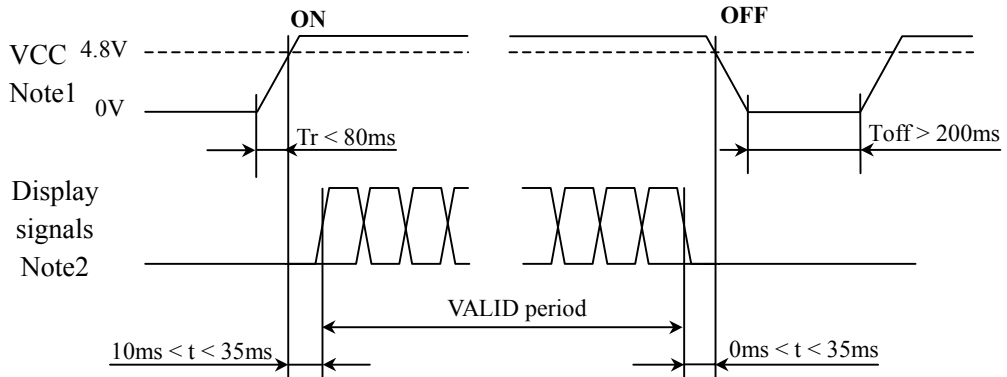 ON
OFF
VCC
Note1
4.8V
0V
Tr < 80ms
Toff > 200ms
Display
signals
Note2
VALID period
10ms < t < 35ms
0ms < t < 35ms